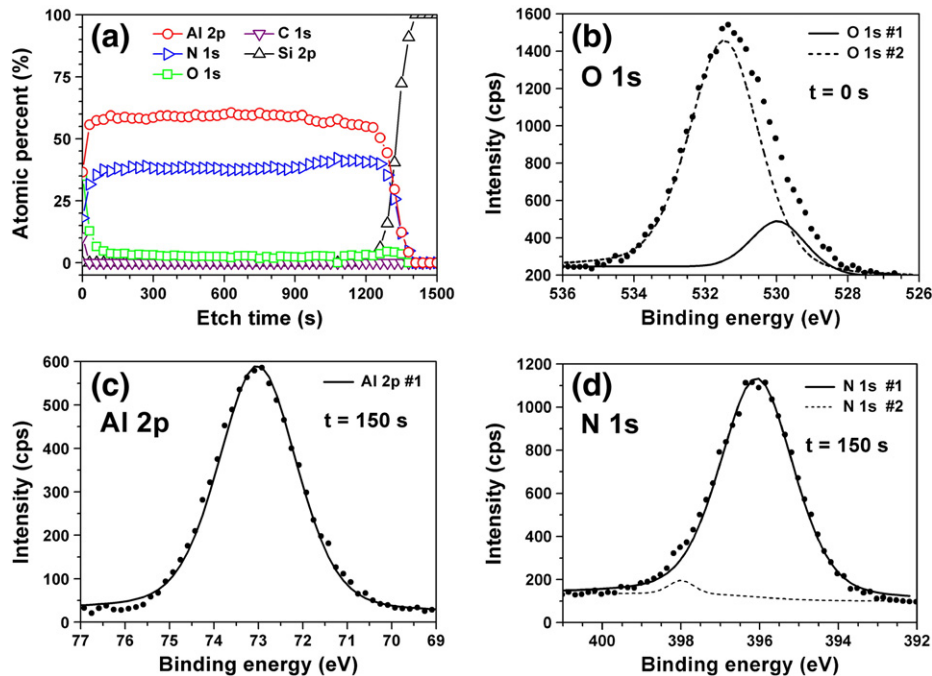 (a)
Al 2p
N 1s
O 1s
C 1s
Si 2p
Atomic percent (%)
100
75
50
25
0
0 300 600 900 1200 1500
Etch time (s)
(b)
O 1s
O 1s #1
O 1s #2
t = 0 s
Intensity (cps)
1600
1400
1200
1000
800
600
400
200
536 534 532 530 528 526
Binding energy (eV)
(c)
Al 2p
Al 2p #1
t = 150 s
Intensity (cps)
600
500
400
300
200
100
0
77 76 75 74 73 72 71 70 69
Binding energy (eV)
(d)
N 1s
N 1s #1
N 1s #2
t = 150 s
Intensity (cps)
1200
1000
800
600
400
200
0
400 398 396 394 392
Binding energy (eV)